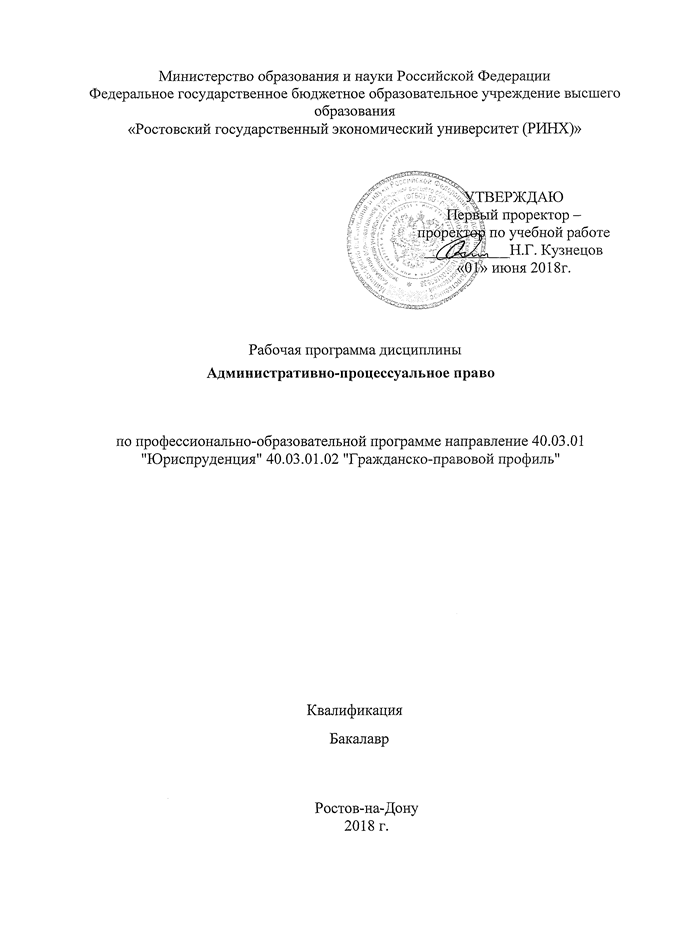 Министерство образования и науки Российской Федерации
Федеральное государственное бюджетное образовательное учреждение высшего
образования
«Ростовский государственный экономический университет (РИНХ)»
УТВЕРЖДАЮ
Первый проректор –
проректор по учебной работе
Н.Г. Кузнецов
«01» июня 2018г.
Рабочая программа дисциплины
Административно-процессуальное право
по профессионально-образовательной программе направление 40.03.01
"Юриспруденция" 40.03.01.02 "Гражданско-правовой профиль"
Квалификация
Бакалавр
Ростов-на-Дону
2018 г.